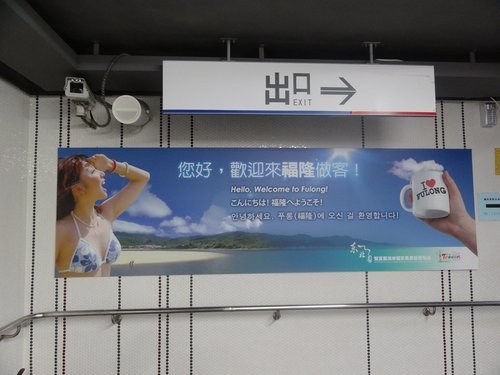 出口
EXIT
您好，歡迎來福隆做客！
Hello, Welcome to Fulong!
こんにちは！福隆へようこそ！
안녕하세요, 푸롱(福隆)에 오신 걸 환영합니다!
I ♥
FULONG